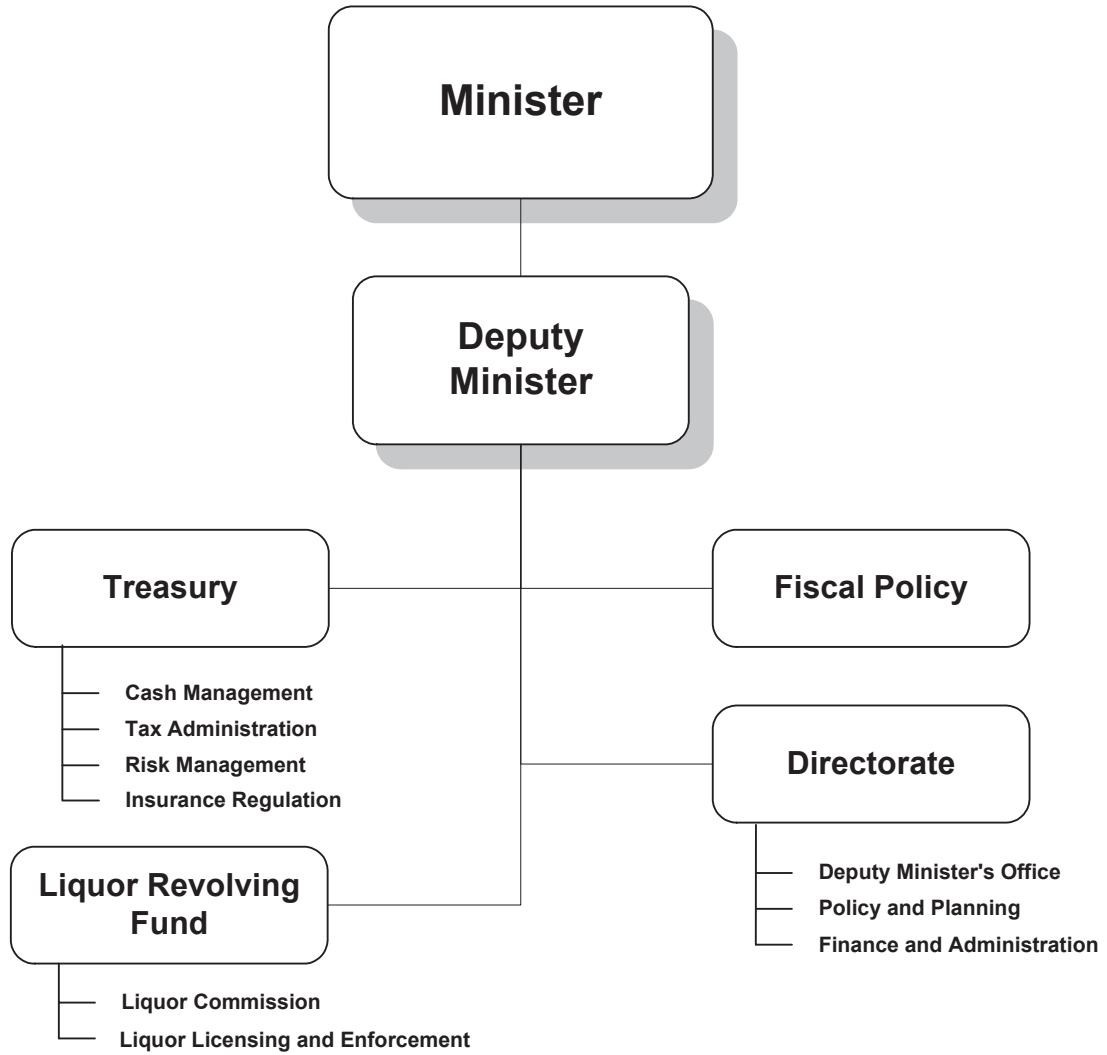 Minister
Deputy
Minister
Treasury
Cash Management
Tax Administration
Risk Management
Insurance Regulation
Fiscal Policy
Directorate
Deputy Minister's Office
Policy and Planning
Finance and Administration
Liquor Revolving
Fund
Liquor Commission
Liquor Licensing and Enforcement